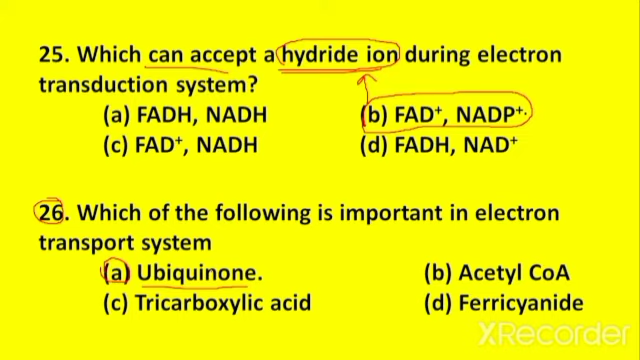 25. Which can accept a hydride ion during electron
transduction system?
(a) FADH, NADH (b) FAD⁺, NADP⁺·
(c) FAD⁺, NADH (d) FADH, NAD⁺
26. Which of the following is important in electron
transport system
(a) Ubiquinone. (b) Acetyl CoA
(c) Tricarboxylic acid (d) Ferricyanide
XRecorder